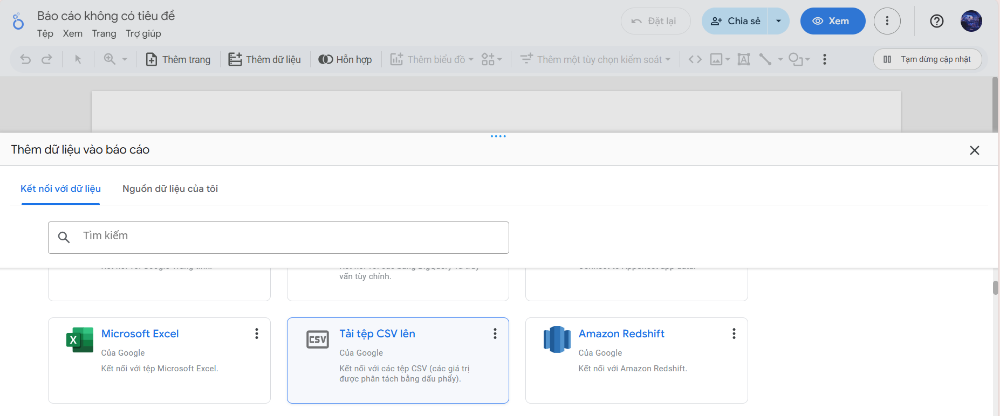 Báo cáo không có tiêu đề
Tệp Xem Trang Trợ giúp
Đặt lại
Chia sẻ
Xem
Thêm trang
Thêm dữ liệu
Hỗn hợp
Thêm biểu đồ
Thêm một tùy chọn kiểm soát
Tạm dừng cập nhật
Thêm dữ liệu vào báo cáo
Kết nối với dữ liệu
Nguồn dữ liệu của tôi
Tìm kiếm
vấn tùy chỉnh.
Microsoft Excel
Của Google
Kết nối với tệp Microsoft Excel.
CSV
Tải tệp CSV lên
Của Google
Kết nối với các tệp CSV (các giá trị
được phân tách bằng dấu phẩy).
Amazon Redshift
Của Google
Kết nối với Amazon Redshift.